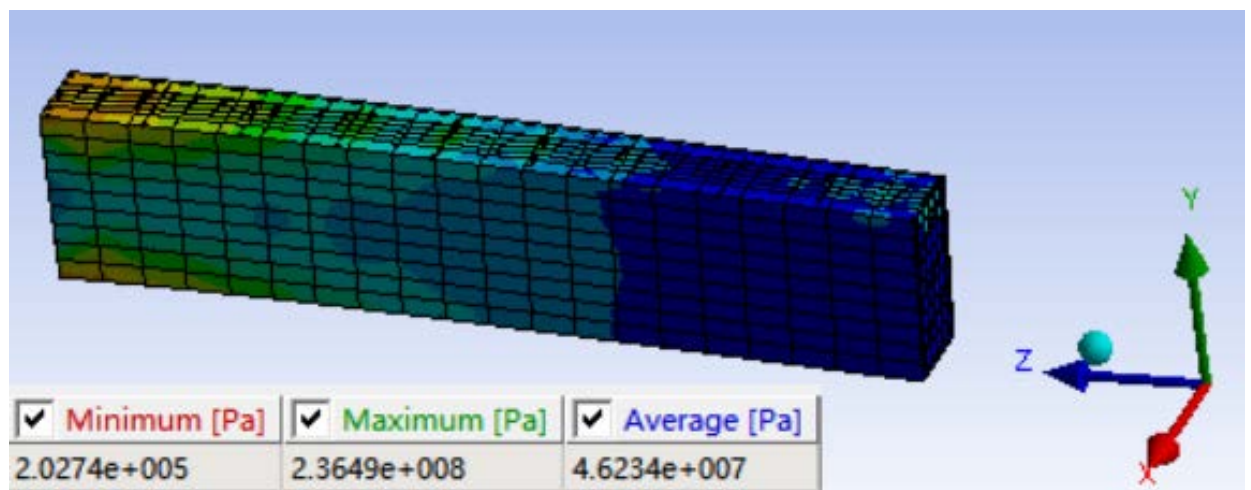 Y
Z
X
Minimum [Pa] Maximum [Pa] Average [Pa]
2.0274e+005 2.3649e+008 4.6234e+007